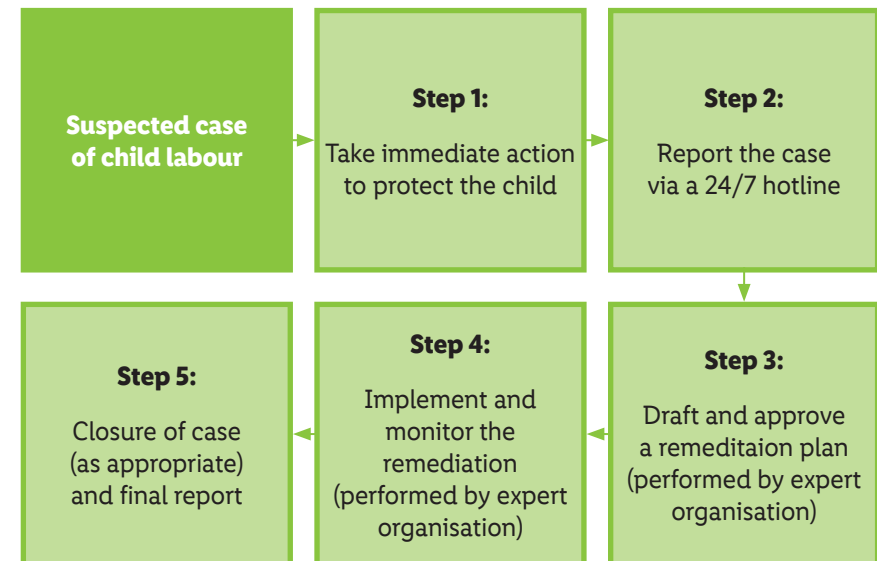 Suspected case
of child labour
Step 1:
Take immediate action
to protect the child
Step 2:
Report the case
via a 24/7 hotline
Step 3:
Draft and approve
a remeditaion plan
(performed by expert
organisation)
Step 4:
Implement and
monitor the
remediation
(performed by expert
organisation)
Step 5:
Closure of case
(as appropriate)
and final report